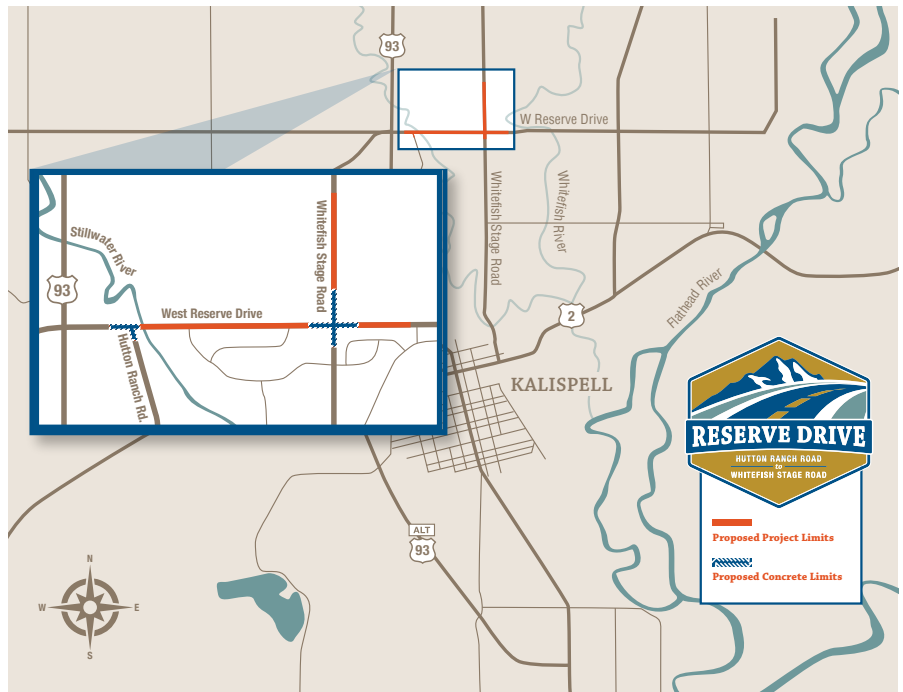 93
W Reserve Drive
Whitefish Stage Road
Whitefish River
Stillwater
River
93
Whitefish Stage Road
West Reserve Drive
Hutton Ranch Rd.
2
Flathead River
KALISPELL
RESERVE DRIVE
HUTTON RANCH ROAD
to
WHITEFISH STAGE ROAD
Proposed Project Limits
Proposed Concrete Limits
ALT
93
N
W
E
S